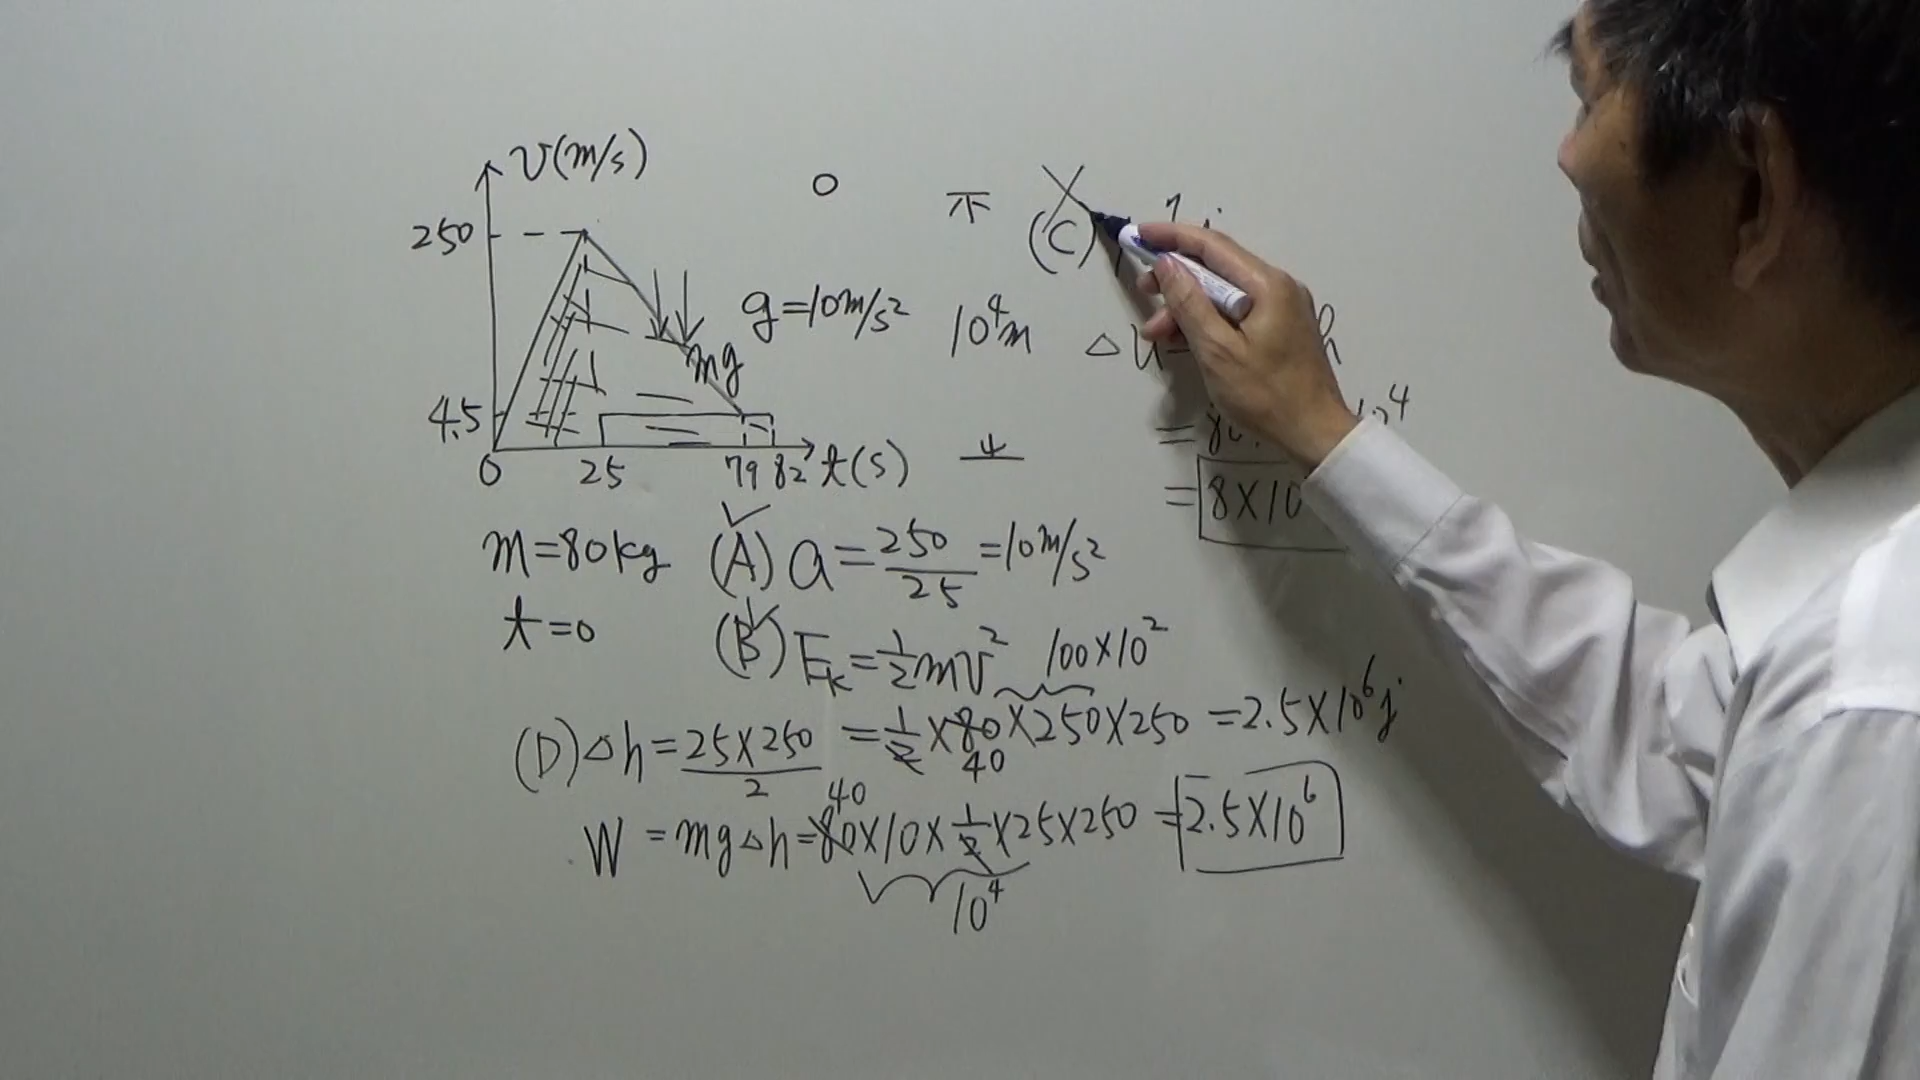 v(m/s)
250
4.5
0 25 79 82 t(s)
mg
g=10m/s²
10⁴m
(C)
= 8×10
m=80kg
t=0
(A) a=250/25=10m/s²
(B) Eₖ=½mv² 100×10²
=½×80×250×250=2.5×10⁶j
40
(D) △h=25×250/2
40
W=mg△h=80×10×½×25×250=2.5×10⁶
10⁴